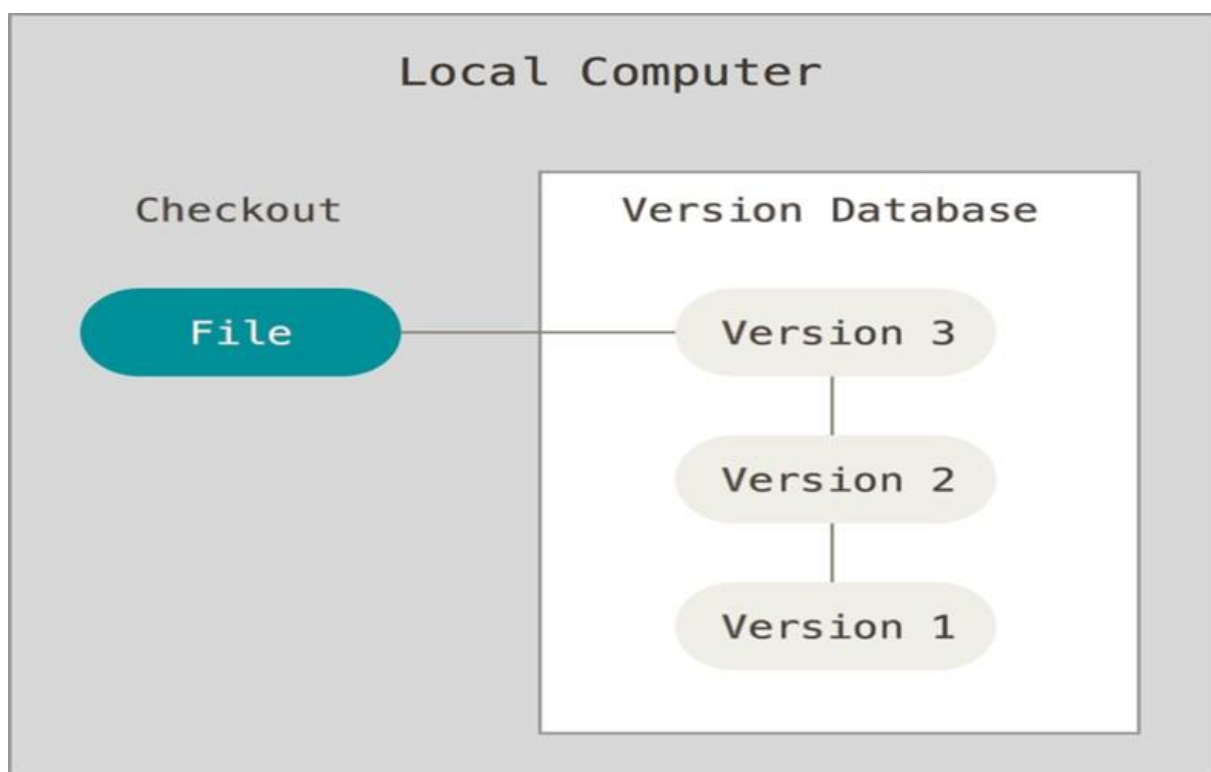 Local Computer
Checkout
Version Database
File
Version 3
Version 2
Version 1